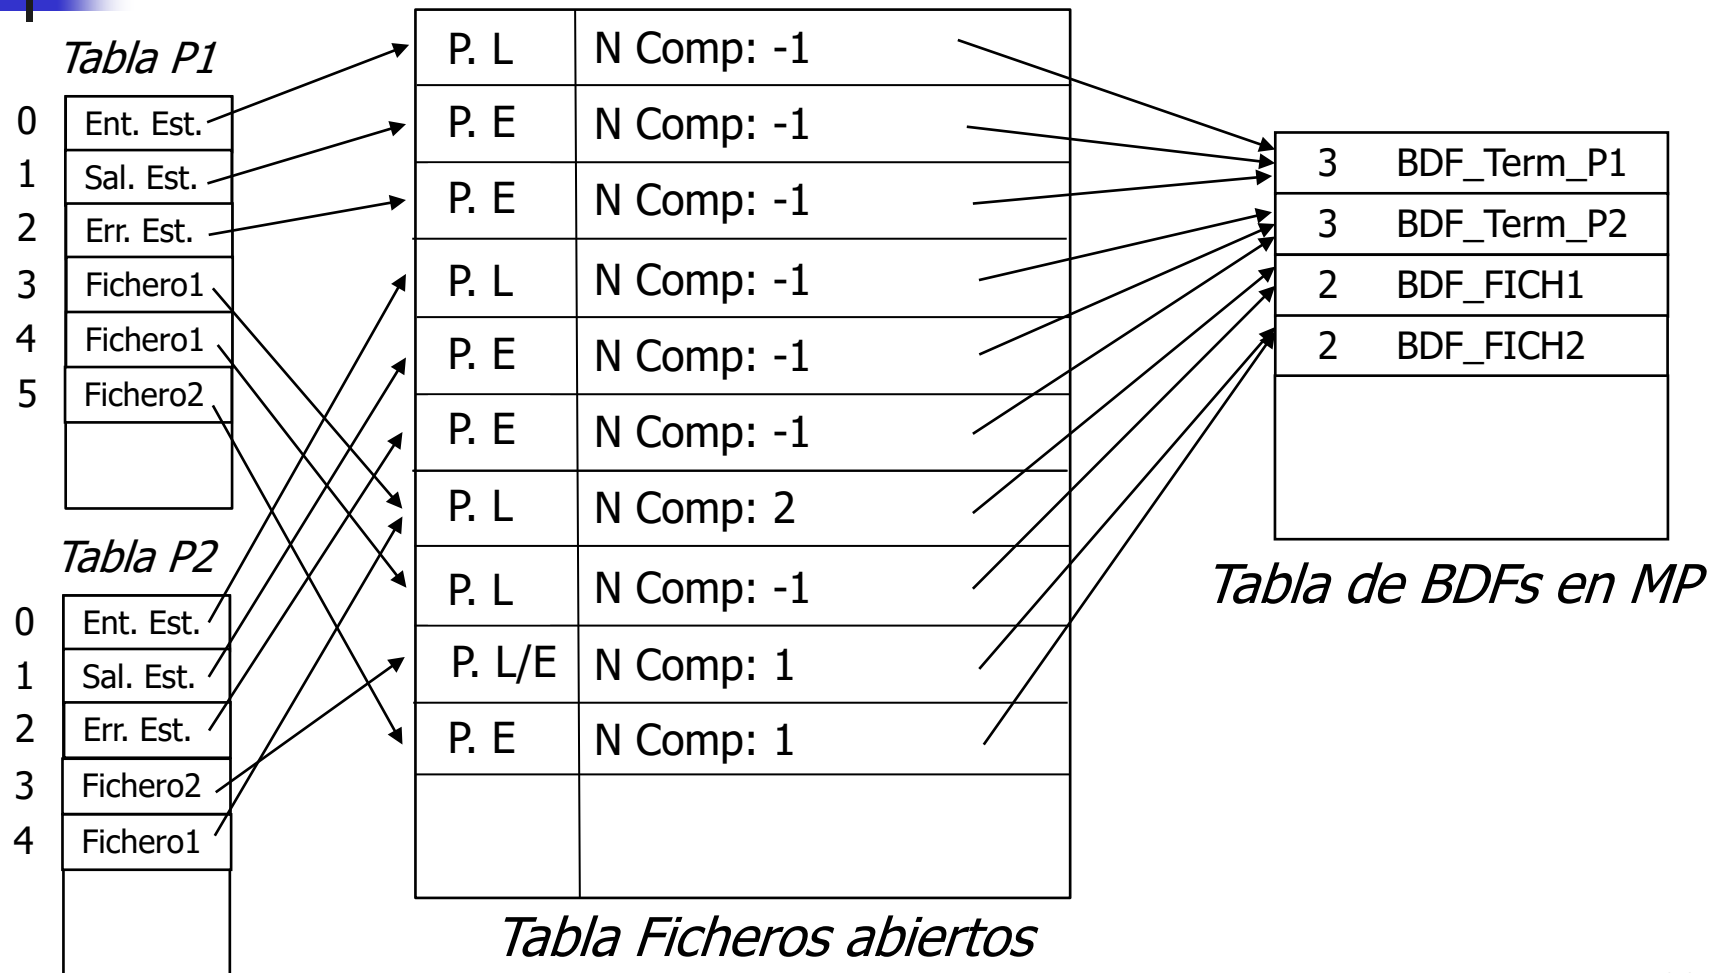 Tabla P1
0 Ent. Est.
1 Sal. Est.
2 Err. Est.
3 Fichero1
4 Fichero1
5 Fichero2
Tabla P2
0 Ent. Est.
1 Sal. Est.
2 Err. Est.
3 Fichero2
4 Fichero1
P. L N Comp: -1
P. E N Comp: -1
P. E N Comp: -1
P. L N Comp: -1
P. E N Comp: -1
P. E N Comp: -1
P. L N Comp: 2
P. L N Comp: -1
P. L/E N Comp: 1
P. E N Comp: 1
Tabla Ficheros abiertos
3 BDF_Term_P1
3 BDF_Term_P2
2 BDF_FICH1
2 BDF_FICH2
Tabla de BDFs en MP